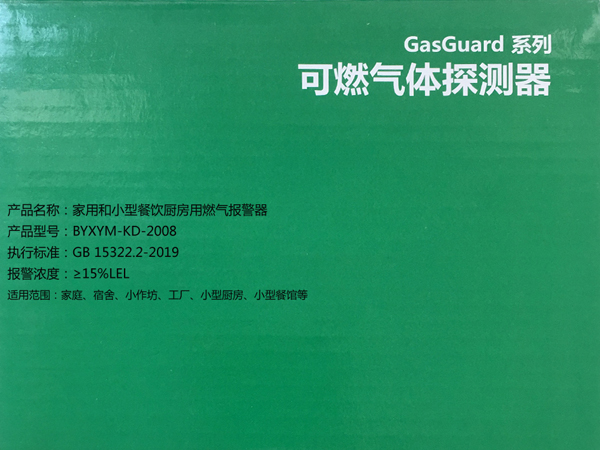 GasGuard 系列
可燃气体探测器
产品名称：家用和小型餐饮厨房用燃气报警器
产品型号：BYXYM-KD-2008
执行标准：GB 15322.2-2019
报警浓度：≥15%LEL
适用范围：家庭、宿舍、小作坊、工厂、小型厨房、小型餐馆等